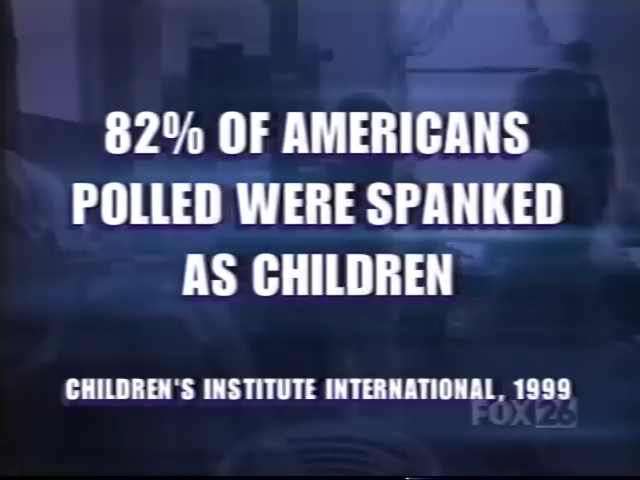 82% OF AMERICANS
POLLED WERE SPANKED
AS CHILDREN
CHILDREN'S INSTITUTE INTERNATIONAL, 1999
FOX 26